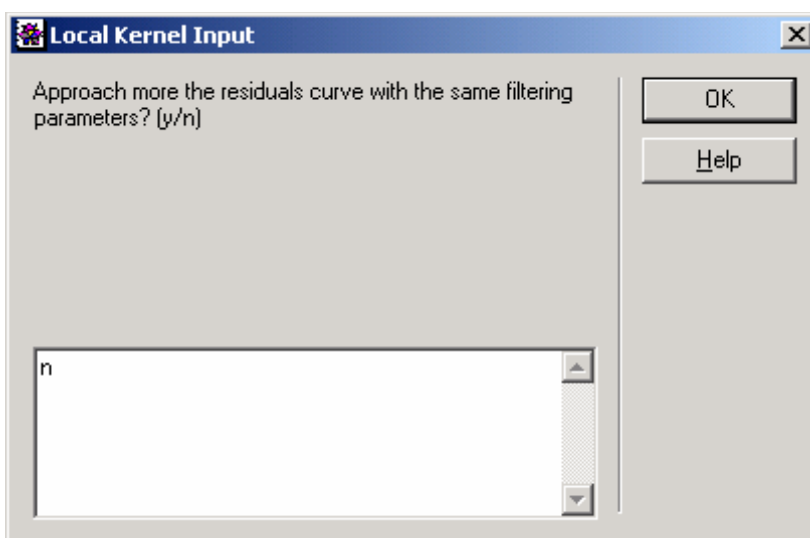 Local Kernel Input
Approach more the residuals curve with the same filtering
parameters? (y/n)
OK
Help
n